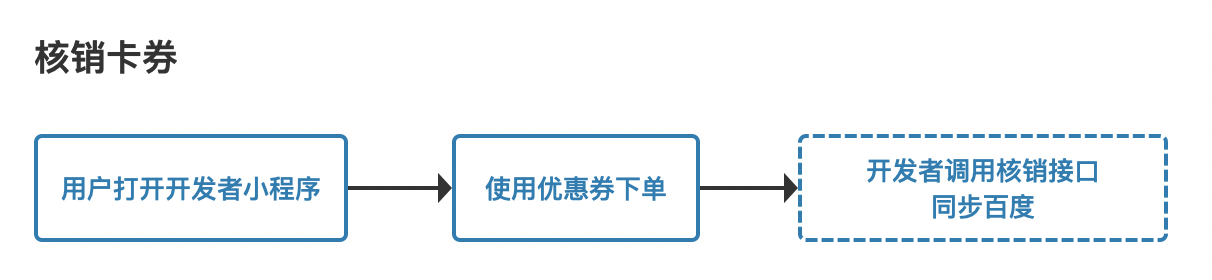 核销卡券
用户打开开发者小程序
使用优惠券下单
开发者调用核销接口
同步百度